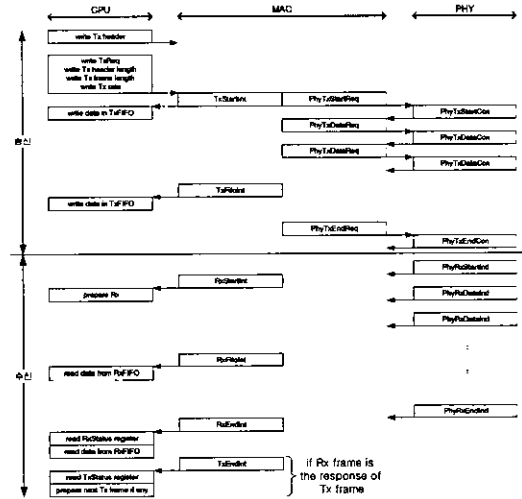 CPU
MAC
PHY
write Tx header
write TxReq
write Tx header length
write Tx frame length
write Tx rate
TxStartInt
PhyTxStartReq
write data in TxFIFO
PhyTxStartCon
PhyTxDataReq
PhyTxDataCon
PhyTxDataReq
PhyTxDataCon
송신
TxFifoInt
write data in TxFIFO
PhyTxEndReq
PhyTxEndCon
PhyRxStartInd
RxStartInt
prepare Rx
PhyRxDataInd
PhyRxDataInd
수신
RxFifoInt
read data from RxFIFO
PhyRxEndInd
RxEndInt
read RxStatus register
read data from RxFIFO
TxEndInt
read TxStatus register
prepare next Tx frame if any
if Rx frame is
the response of
Tx frame